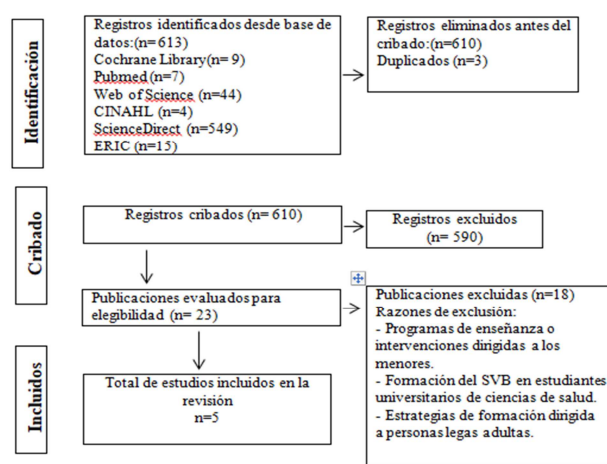 Identificación
Registros identificados desde base de
datos:(n= 613)
Cochrane Library(n= 9)
Pubmed(n=7)
Web of Science (n=44)
CINAHL (n=4)
ScienceDirect (n=549)
ERIC (n=15)
Registros eliminados antes del
cribado:(n=610)
Duplicados (n=3)
Cribado
Registros cribados (n= 610)
Registros excluidos
(n= 590)
Publicaciones evaluados para
elegibilidad (n= 23)
Publicaciones excluidas (n=18)
Razones de exclusión:
- Programas de enseñanza o
intervenciones dirigidas a los
menores.
- Formación del SVB en estudiantes
universitarios de ciencias de salud.
- Estrategias de formación dirigida
a personas legas adultas.
Incluidos
Total de estudios incluidos en la
revisión
n=5